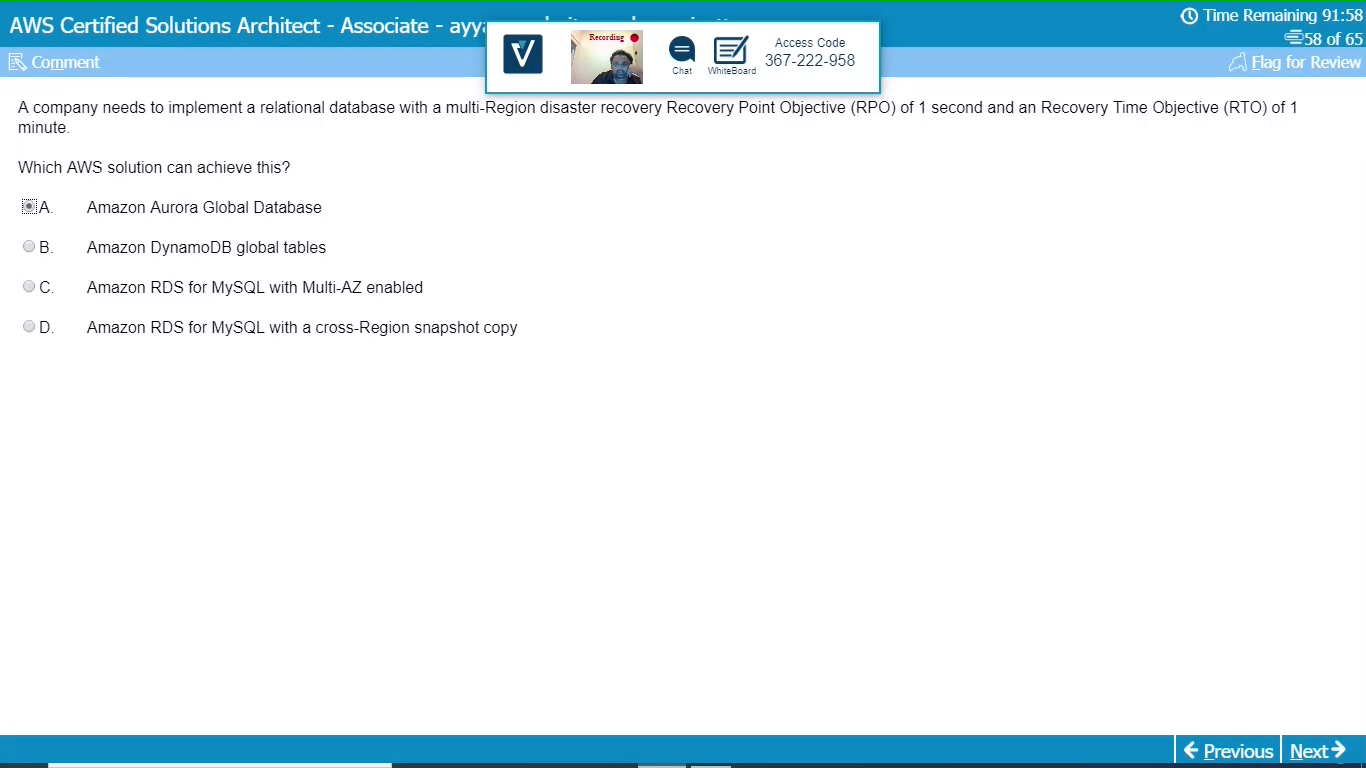 AWS Certified Solutions Architect - Associate -
Time Remaining 91:58
58 of 65
Comment
Recording
Chat
WhiteBoard
Access Code
367-222-958
Flag for Review
A company needs to implement a relational database with a multi-Region disaster recovery Recovery Point Objective (RPO) of 1 second and an Recovery Time Objective (RTO) of 1
minute.
Which AWS solution can achieve this?
A. Amazon Aurora Global Database
B. Amazon DynamoDB global tables
C. Amazon RDS for MySQL with Multi-AZ enabled
D. Amazon RDS for MySQL with a cross-Region snapshot copy
Previous
Next